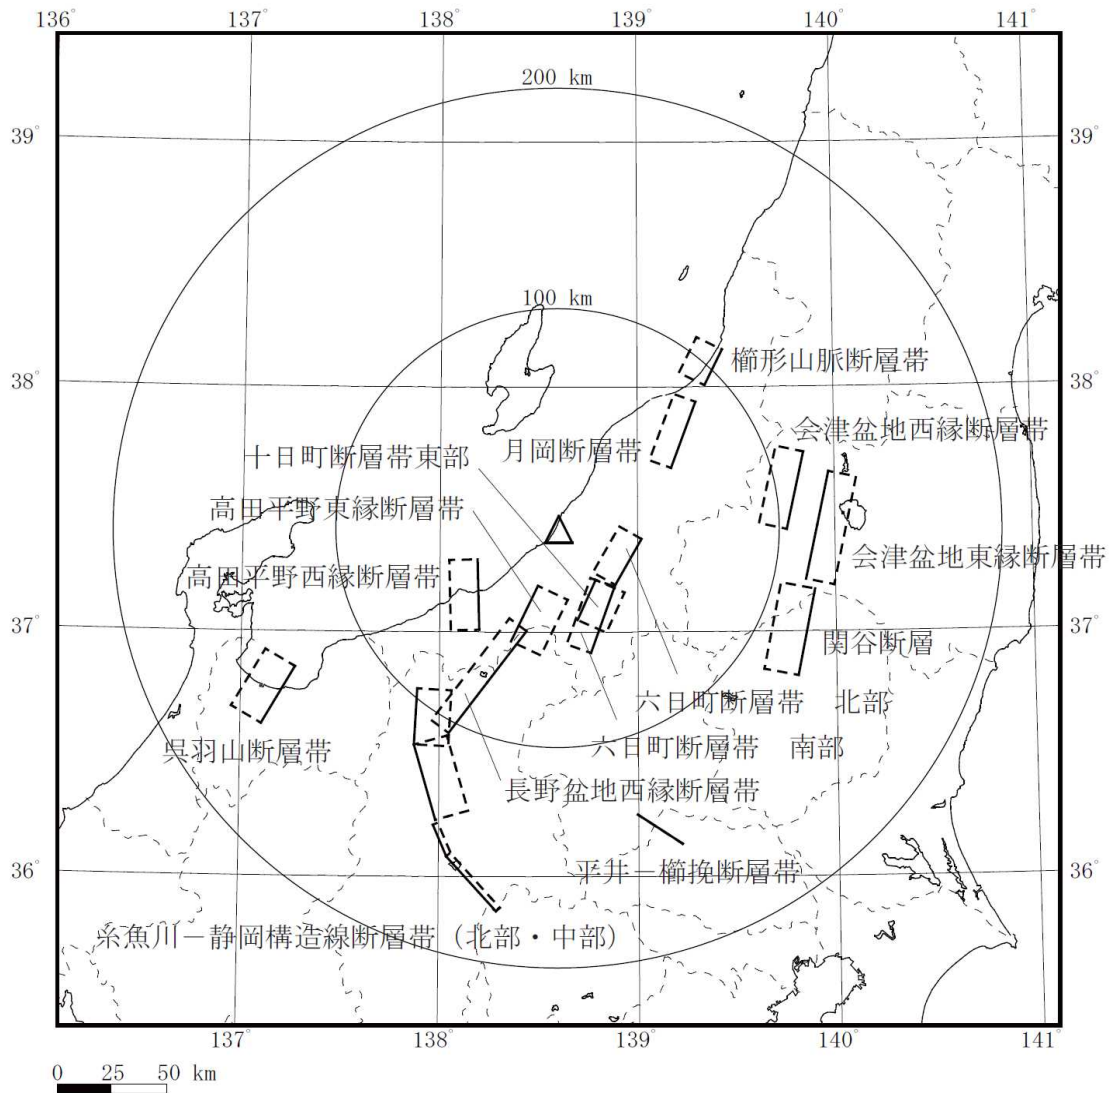 136° 137° 138° 139° 140° 141°
200 km
39° 39°
100 km
櫛形山脈断層帯
38° 38°
会津盆地西縁断層帯
十日町断層帯東部 月岡断層帯
高田平野東縁断層帯
会津盆地東縁断層帯
高田平野西縁断層帯
37° 37°
関谷断層
六日町断層帯 北部
呉羽山断層帯 六日町断層帯 南部
長野盆地西縁断層帯
36° 36°
平井－櫛挽断層帯
糸魚川－静岡構造線断層帯（北部・中部）
137° 138° 139° 140° 141°
0 25 50 km